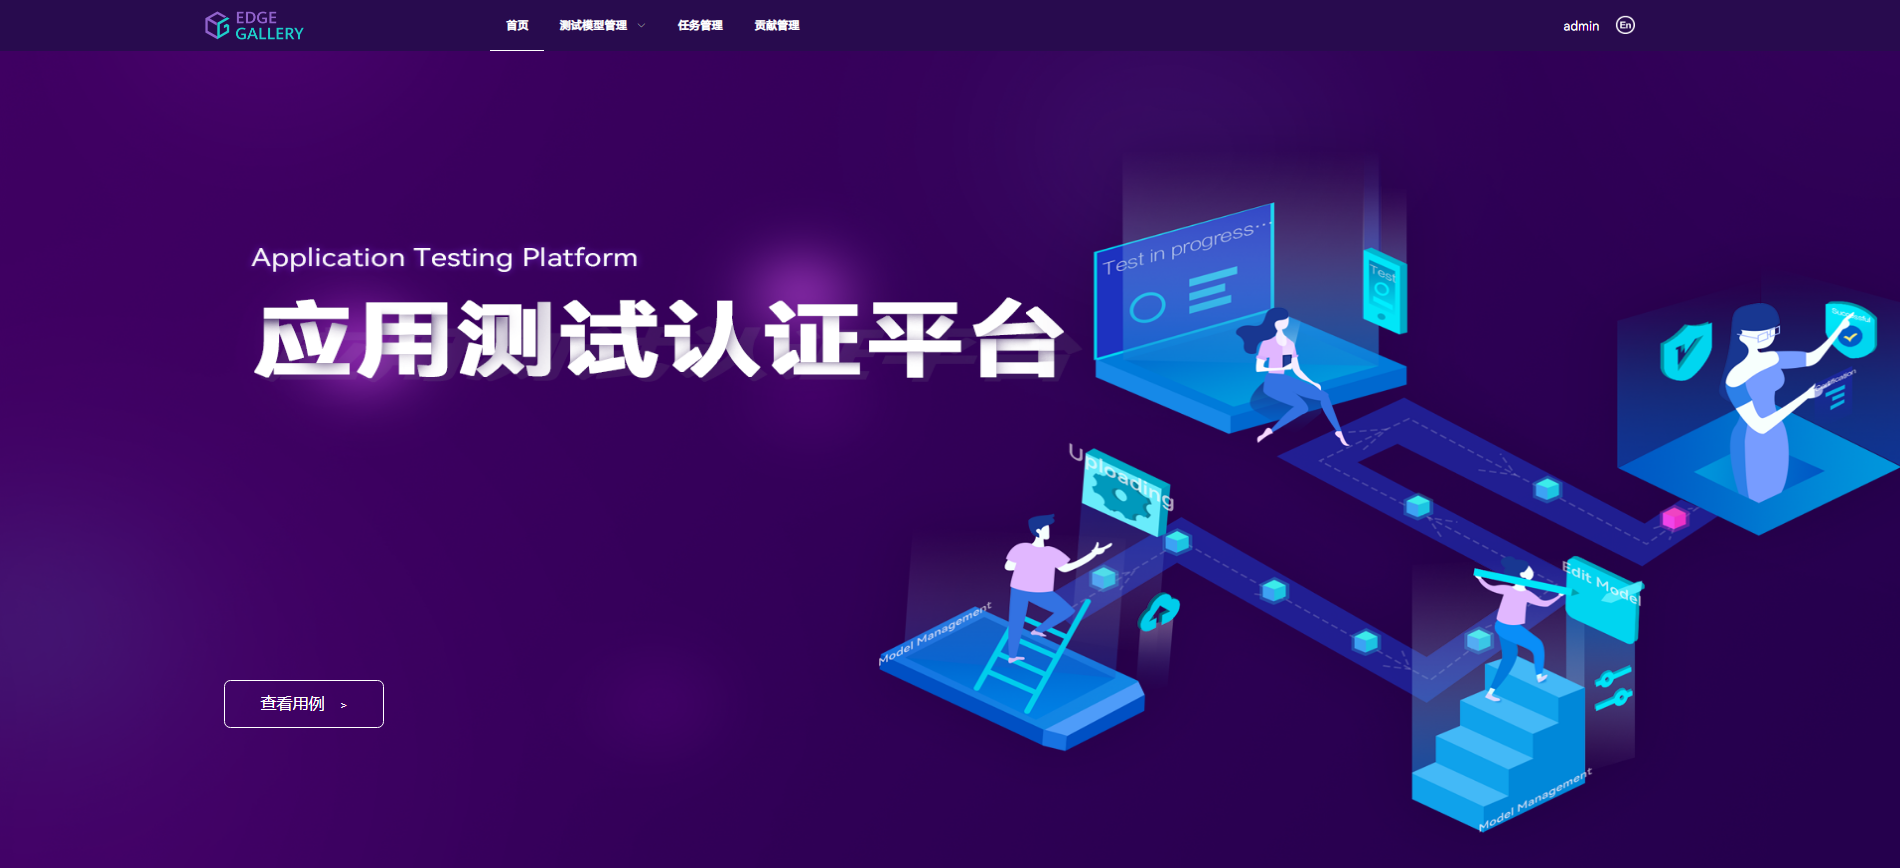 EDGE
GALLERY
首页 测试模型管理 任务管理 贡献管理 admin En
Application Testing Platform
应用测试认证平台
Test in progress...
Test
Successful
Certification
Uploading
Edit Model
Model Management
查看用例 >
Model Management